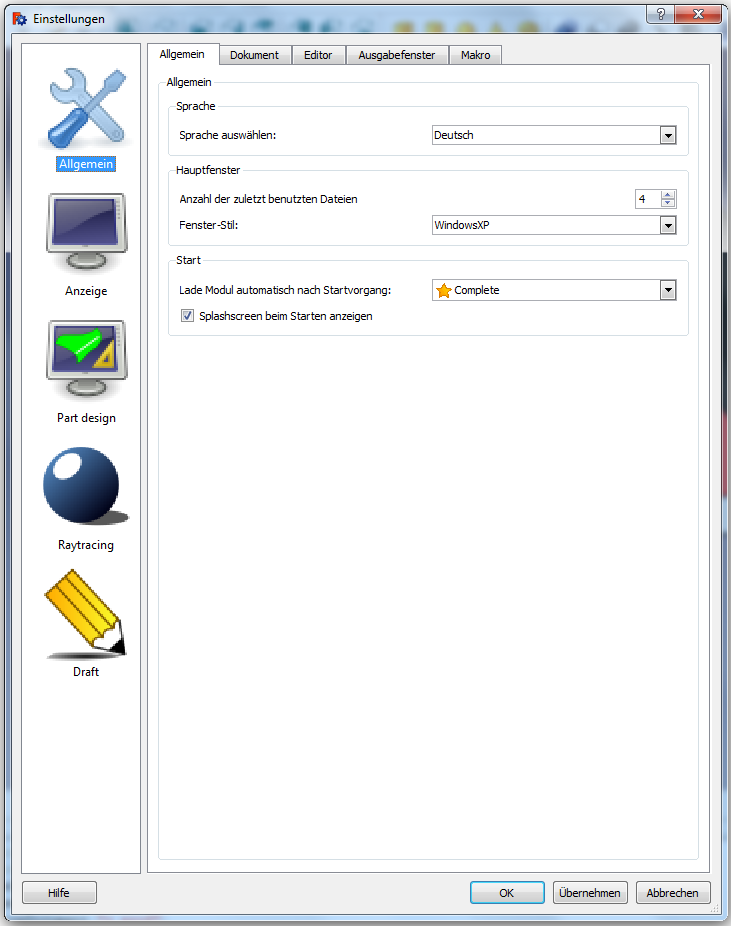 Einstellungen
?
Allgemein
Dokument
Editor
Ausgabefenster
Makro
Allgemein
Anzeige
Part design
Raytracing
Draft
Allgemein
Sprache
Sprache auswählen:
Deutsch
Hauptfenster
Anzahl der zuletzt benutzten Dateien
4
Fenster-Stil:
WindowsXP
Start
Lade Modul automatisch nach Startvorgang:
Complete
Splashscreen beim Starten anzeigen
Hilfe
OK
Übernehmen
Abbrechen